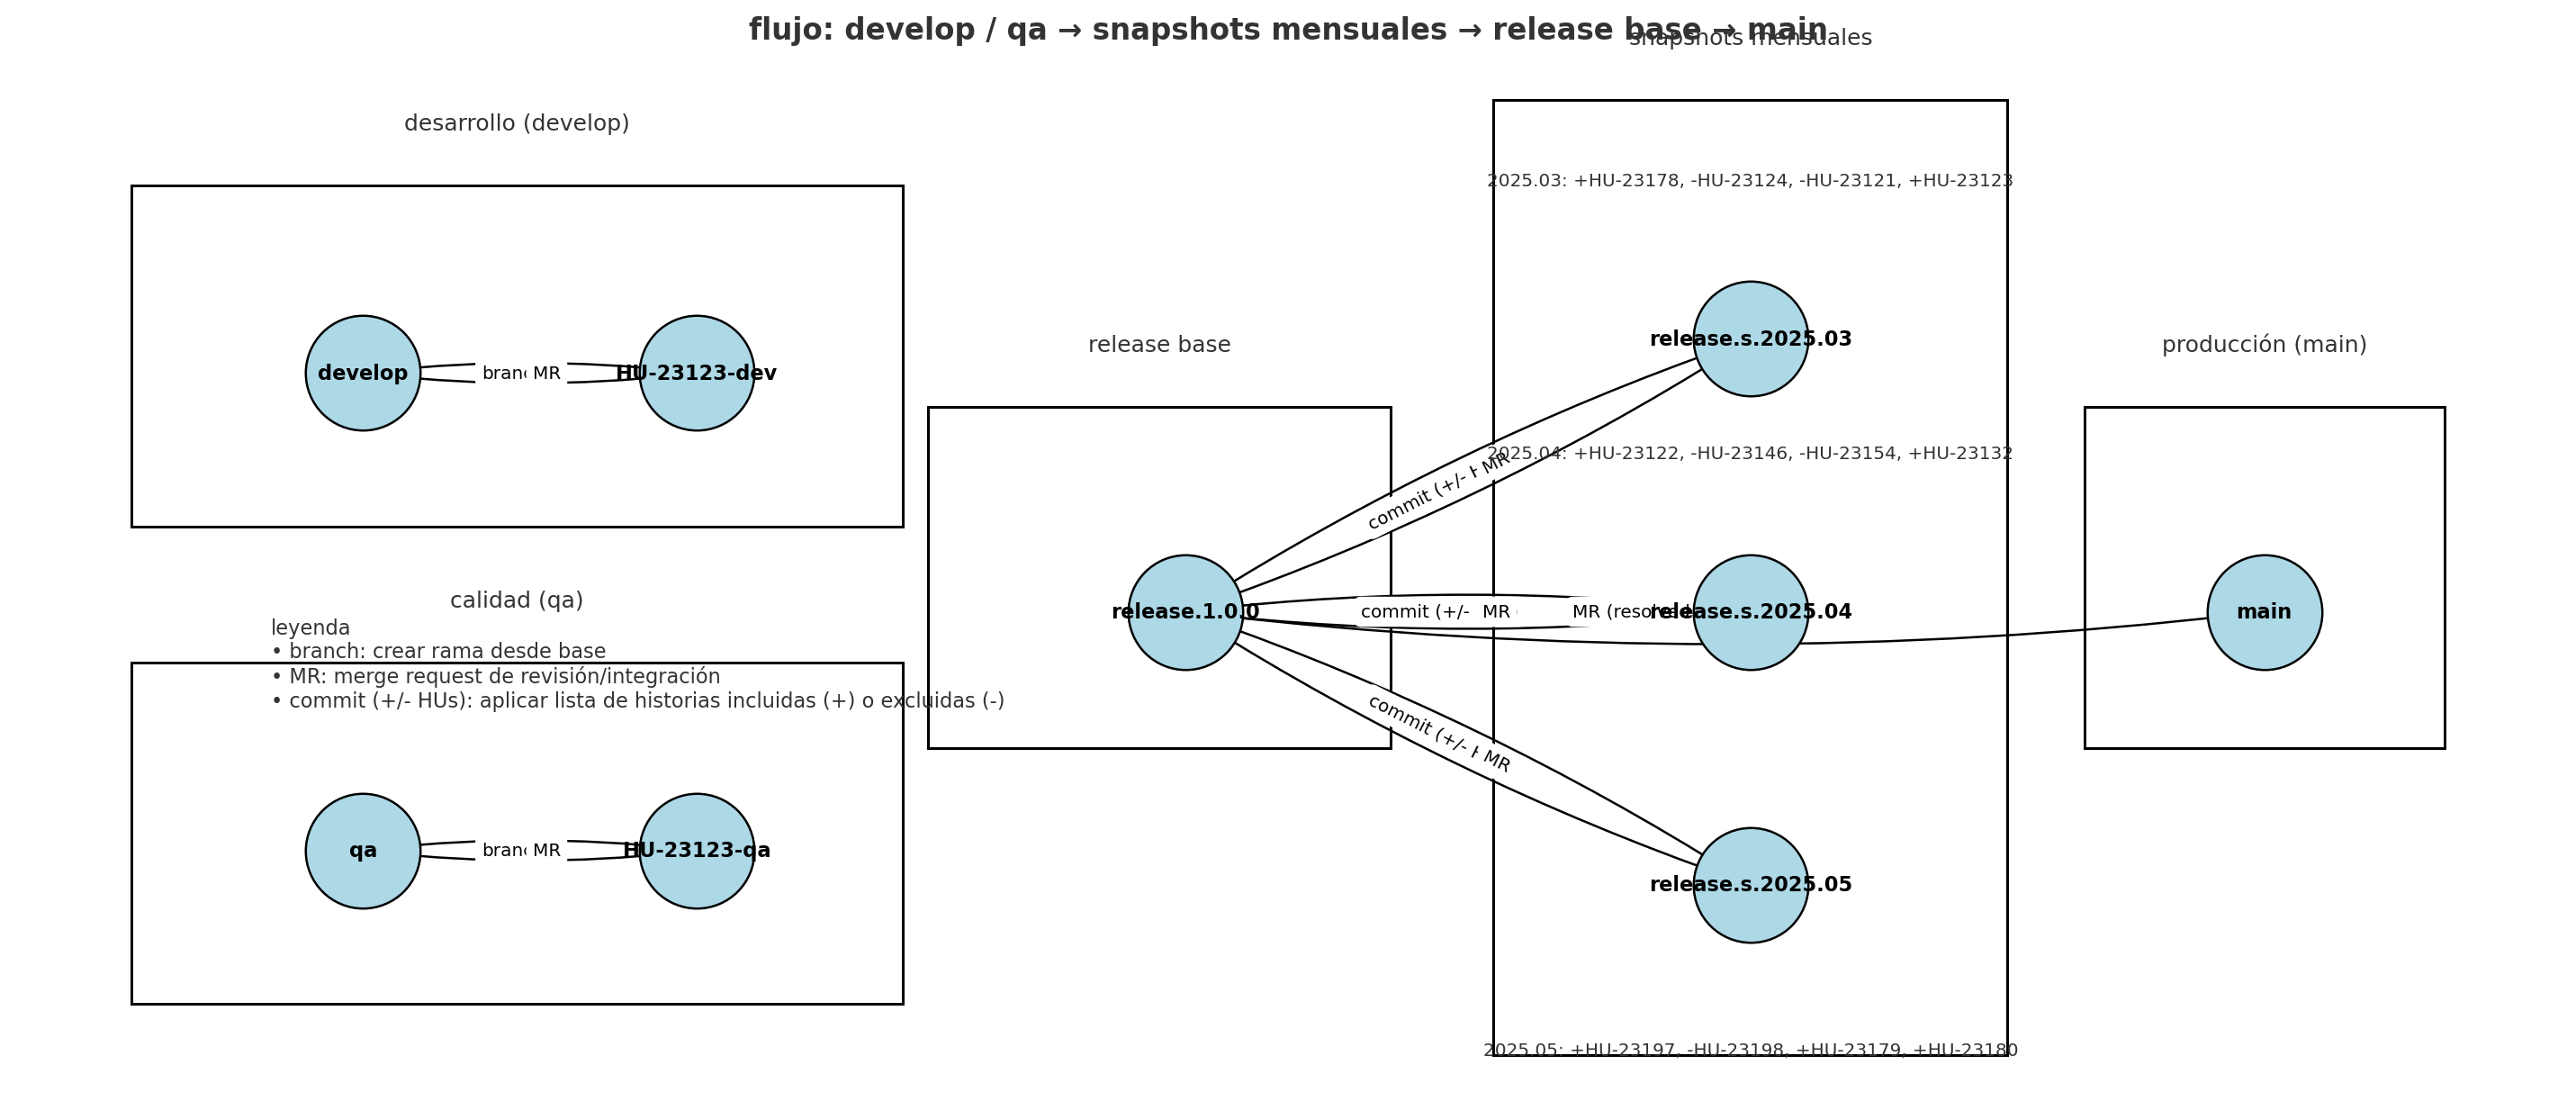 flujo: develop / qa → snapshots mensuales → release base → main
snapshots mensuales
desarrollo (develop)
2025.03: +HU-23178, -HU-23124, -HU-23121, +HU-23123
develop
MR
HU-23123-dev
release base
release.s.2025.03
producción (main)
2025.04: +HU-23122, -HU-23146, -HU-23154, +HU-23132
commit (+/-
MR
calidad (qa)
leyenda
• branch: crear rama desde base
• MR: merge request de revisión/integración
• commit (+/- HUs): aplicar lista de historias incluidas (+) o excluidas (-)
release.1.0.0
commit (+/-
MR
MR
release.s.2025.04
main
commit (+/-
MR
qa
MR
HU-23123-qa
release.s.2025.05
2025.05: +HU-23197, -HU-23198, +HU-23179, +HU-23180